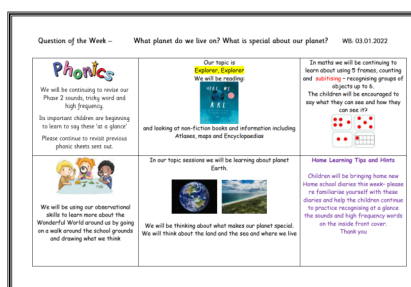 Question of the Week – What planet do we live on? What is special about our planet? WB: 03.01.2022
Phonics
We will be continuing to revise our
Phase 2 sounds, tricky word and
high frequency.
Its important children are beginning
to learn to say these 'at a glance'
Please continue to revisit previous
phonic sheets sent out.
Our topic is
Explorer, Explorer
We will be reading:
HERE WE ARE
and looking at non-fiction books and information including
Atlases, maps and Encyclopaedias
In maths we will be continuing to
learn about using 5 frames, counting
and subitising – recognising groups of
objects up to 6.
The children will be encouraged to
say what they can see and how they
can see it?
We will be using our observational
skills to learn more about the
Wonderful World around us by going
on a walk around the school grounds
and drawing what we think
In our topic sessions we will be learning about planet
Earth.
We will be thinking about what makes our planet special.
We will think about the land and the sea and where we live
Home Learning Tips and Hints
Children will be bringing home new
Home school diaries this week- please
re familiarise yourself with these
diaries and help the children continue
to practice recognising at a glance
the sounds and high frequency words
on the inside front cover.
Thank you